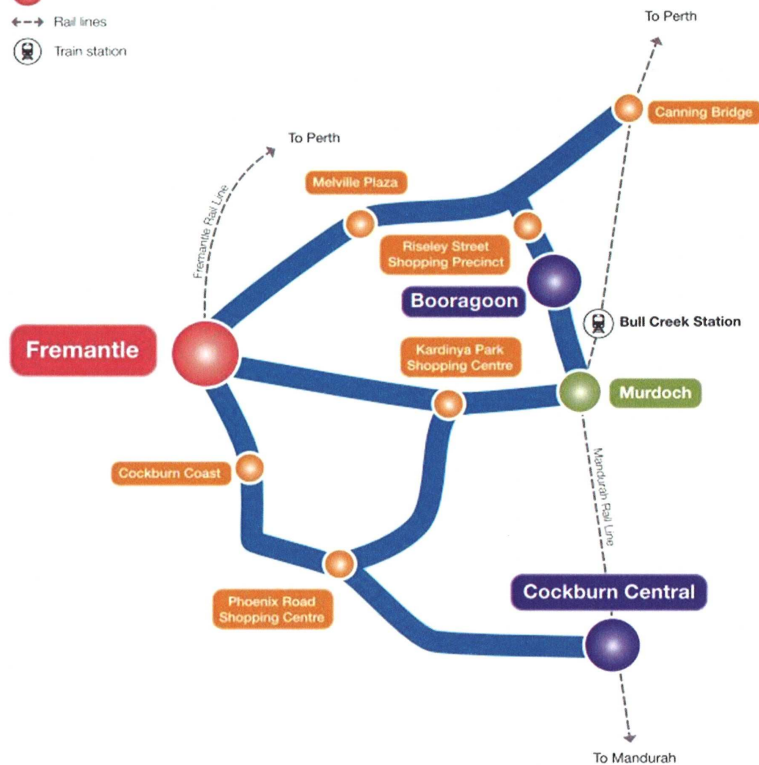 Rail lines
Train station
To Perth
Canning Bridge
To Perth
Fremantle Rail Line
Melville Plaza
Riseley Street
Shopping Precinct
Booragoon
Bull Creek Station
Fremantle
Kardinya Park
Shopping Centre
Murdoch
Cockburn Coast
Mandurah Rail Line
Phoenix Road
Shopping Centre
Cockburn Central
To Mandurah